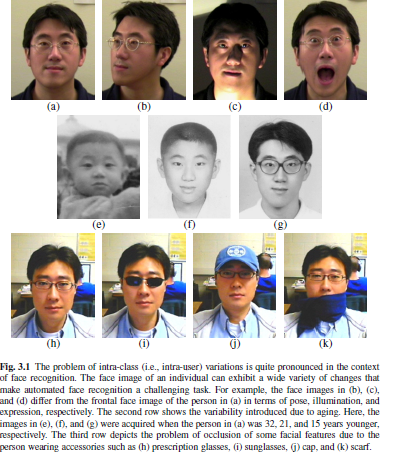 (a) (b) (c) (d)
(e) (f) (g)
(h) (i) (j) (k)
Fig. 3.1 The problem of intra-class (i.e., intra-user) variations is quite pronounced in the context
of face recognition. The face image of an individual can exhibit a wide variety of changes that
make automated face recognition a challenging task. For example, the face images in (b), (c),
and (d) differ from the frontal face image of the person in (a) in terms of pose, illumination, and
expression, respectively. The second row shows the variability introduced due to aging. Here, the
images in (e), (f), and (g) were acquired when the person in (a) was 32, 21, and 15 years younger,
respectively. The third row depicts the problem of occlusion of some facial features due to the
person wearing accessories such as (h) prescription glasses, (i) sunglasses, (j) cap, and (k) scarf.